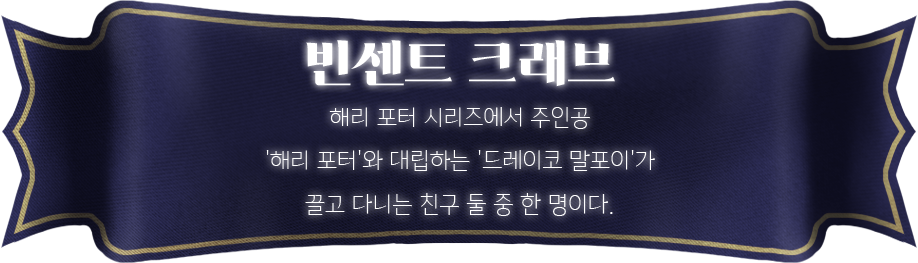 빈센트 크래브
해리 포터 시리즈에서 주인공
'해리 포터'와 대립하는 '드레이코 말포이'가
끌고 다니는 친구 둘 중 한 명이다.